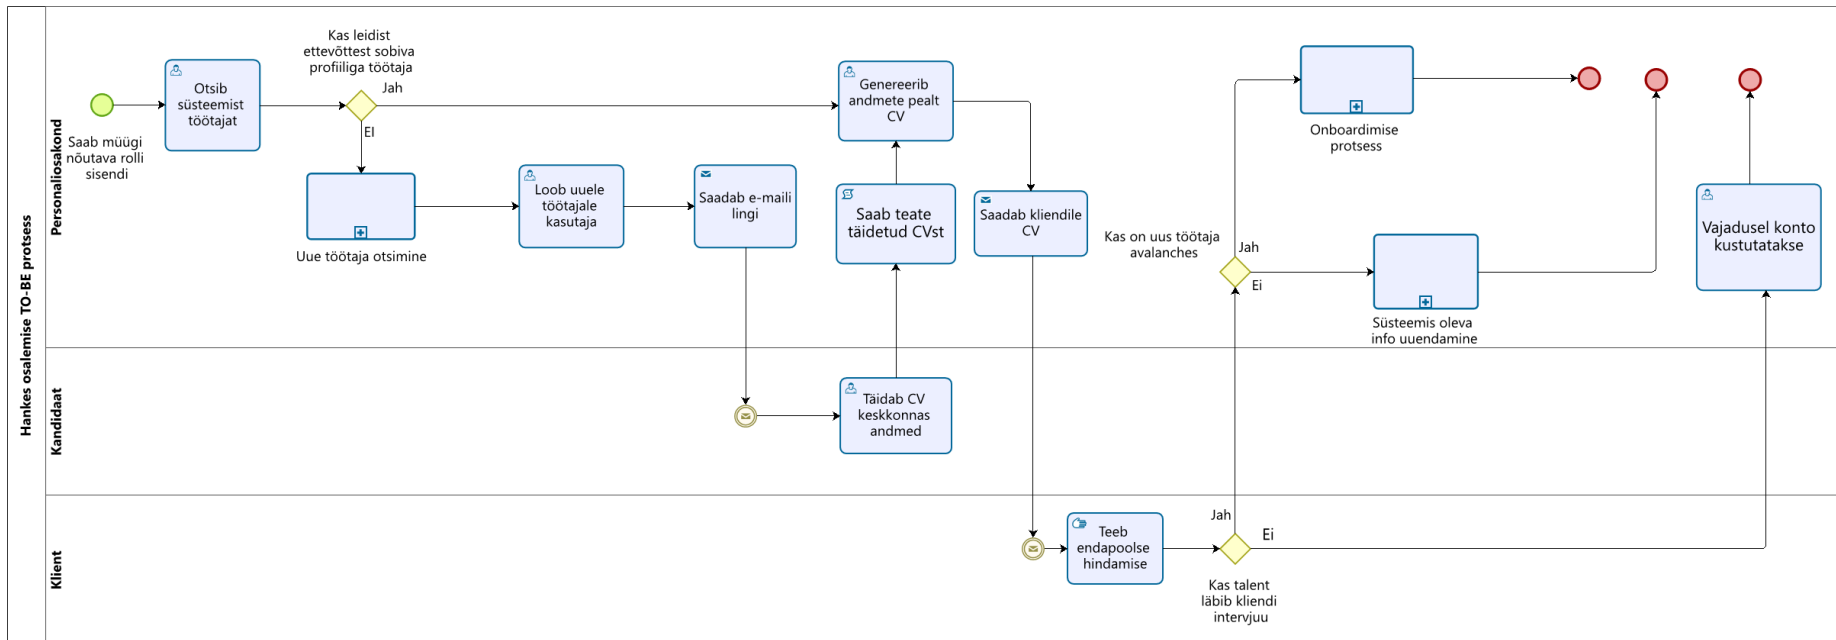 Hankes osalemise TO-BE protsess
Personaliosakond
Saab müügi
nõutava rolli
sisendi
Otsib
süsteemist
töötajat
Kas leidist
ettevõttest sobiva
profiiliga töötaja
Jah
EI
Uue töötaja otsimine
Loob uuele
töötajale
kasutaja
Saadab e-maili
lingi
Genereerib
andmete pealt
CV
Saab teate
täidetud CVst
Saadab kliendile
CV
Kas on uus töötaja
avalanches
Jah
Ei
Onboardimise
protsess
Süsteemis oleva
info uuendamine
Vajadusel konto
kustutatakse
Kandidaat
Täidab CV
keskkonnas
andmed
Klient
Teeb
endapoolse
hindamise
Jah
Ei
Kas talent
läbib kliendi
intervjuu